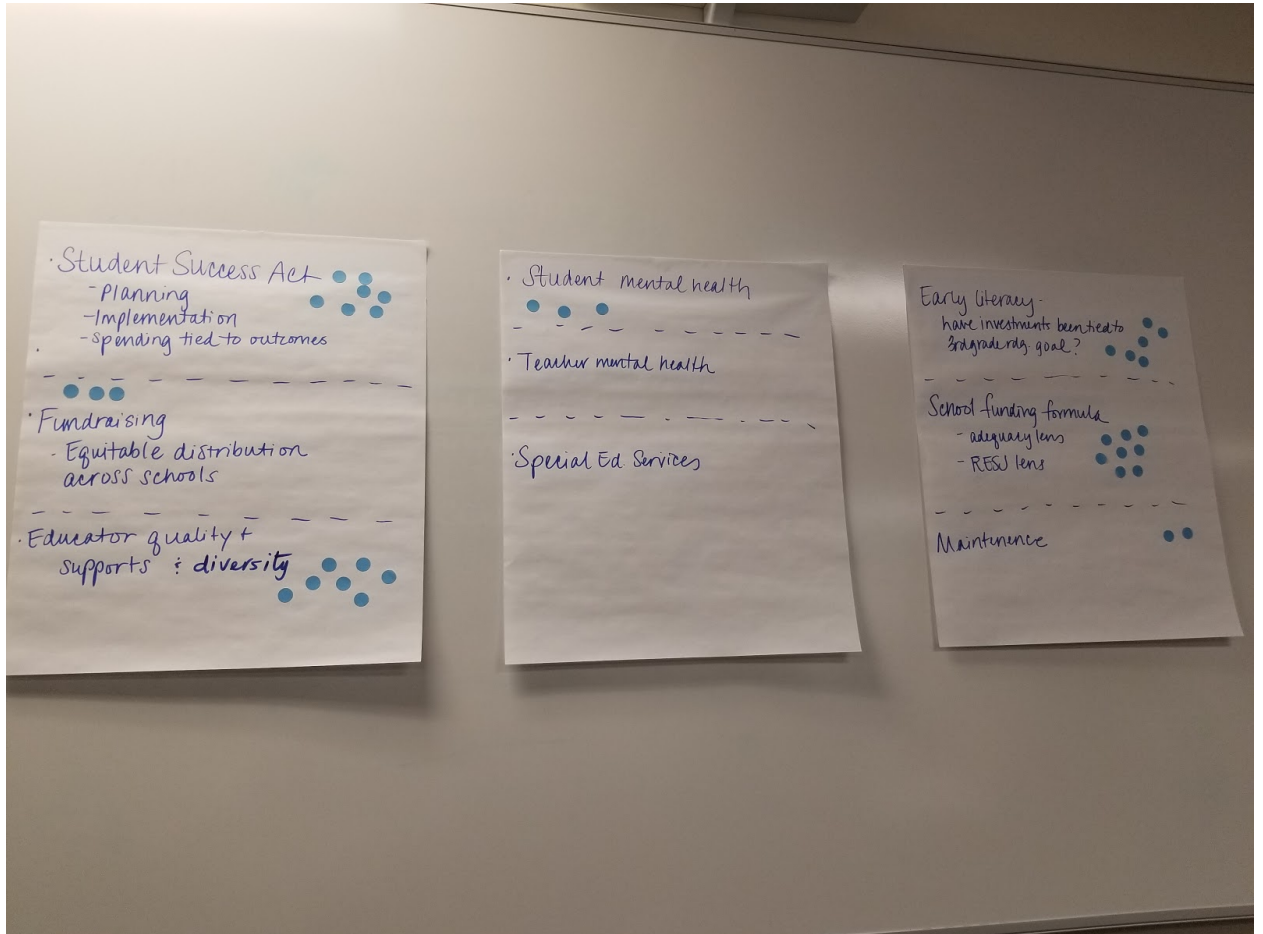 · Student Success Act
- Planning
- Implementation
- Spending tied to outcomes
· Fundraising
- Equitable distribution
across schools
· Educator quality +
supports & diversity
· Student mental health
· Teacher mental health
· Special Ed. Services
Early literacy -
have investments been tied to
3rd grade rdg. goal?
School funding formula
- adequacy lens
- RESJ lens
Maintenence